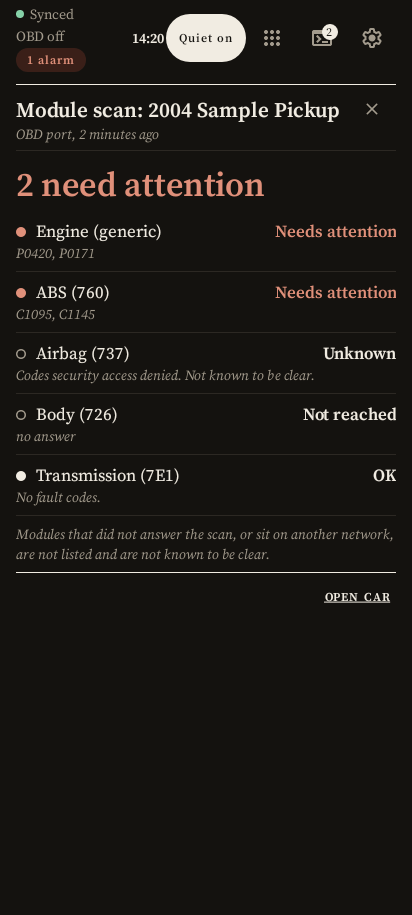 Synced
OBD off
1 alarm
14:20
Quiet on
2
Module scan: 2004 Sample Pickup
OBD port, 2 minutes ago
2 need attention
Engine (generic) Needs attention
P0420, P0171
ABS (760) Needs attention
C1095, C1145
Airbag (737) Unknown
Codes security access denied. Not known to be clear.
Body (726) Not reached
no answer
Transmission (7E1) OK
No fault codes.
Modules that did not answer the scan, or sit on another network,
are not listed and are not known to be clear.
OPEN CAR